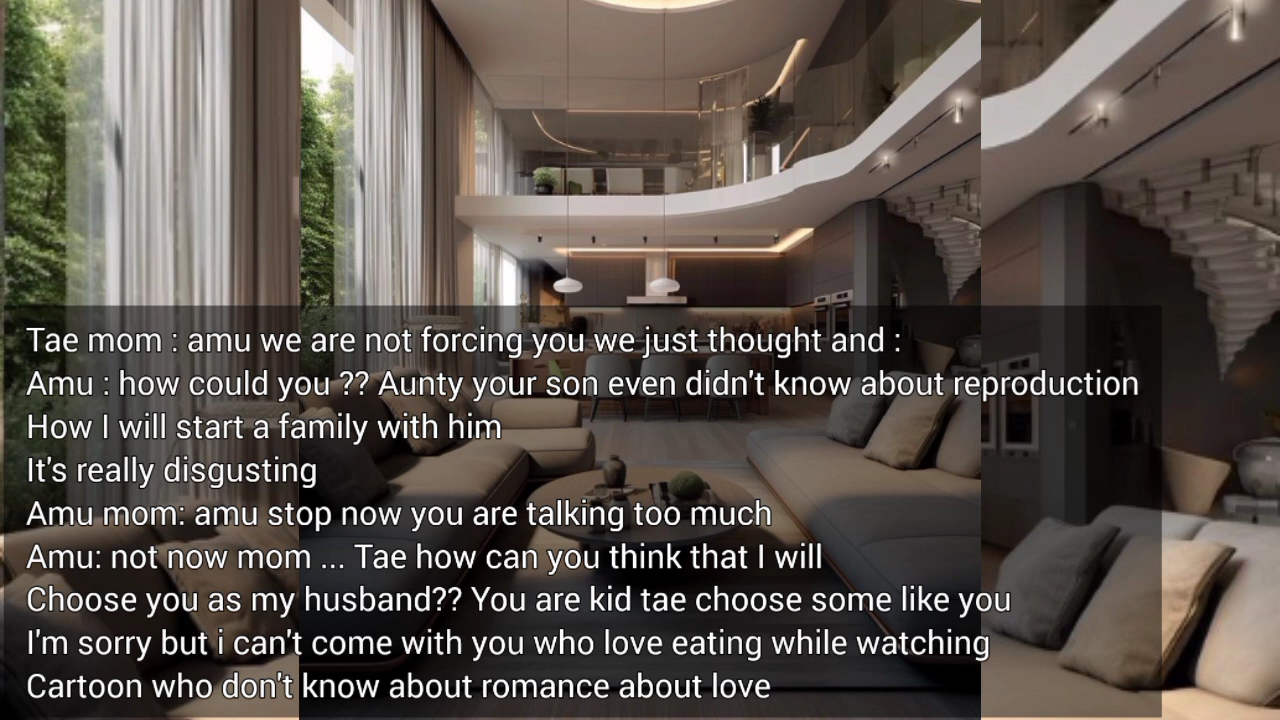 Tae mom : amu we are not forcing you we just thought and :
Amu : how could you ?? Aunty your son even didn't know about reproduction
How I will start a family with him
It's really disgusting
Amu mom: amu stop now you are talking too much
Amu: not now mom ... Tae how can you think that I will
Choose you as my husband?? You are kid tae choose some like you
I'm sorry but i can't come with you who love eating while watching
Cartoon who don't know about romance about love